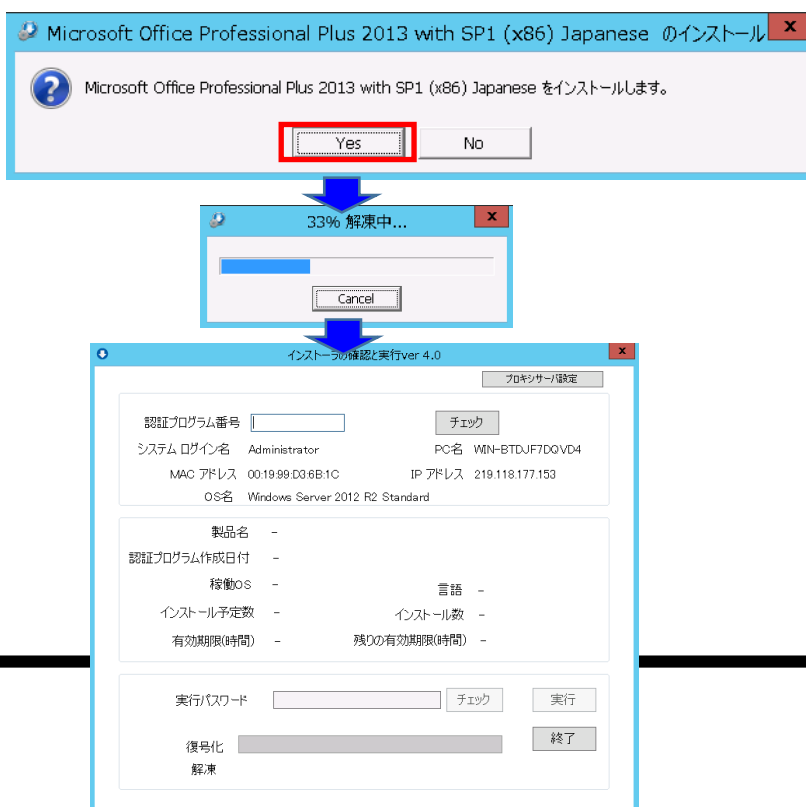 Microsoft Office Professional Plus 2013 with SP1 (x86) Japanese のインストール x
Microsoft Office Professional Plus 2013 with SP1 (x86) Japanese をインストールします。
Yes No
33% 解凍中... x
Cancel
インストーラの確認と実行ver 4.0 x
プロキシサーバ設定
認証プログラム番号 チェック
システム ログイン名 Administrator PC名 WIN-BTDJF7DQVD4
MAC アドレス 00:19:99:D3:6B:1C IP アドレス 219.118.177.153
OS名 Windows Server 2012 R2 Standard
製品名 -
認証プログラム作成日付 -
稼働OS - 言語 -
インストール予定数 - インストール数 -
有効期限(時間) - 残りの有効期限(時間) -
実行パスワード チェック 実行
復号化 終了
解凍